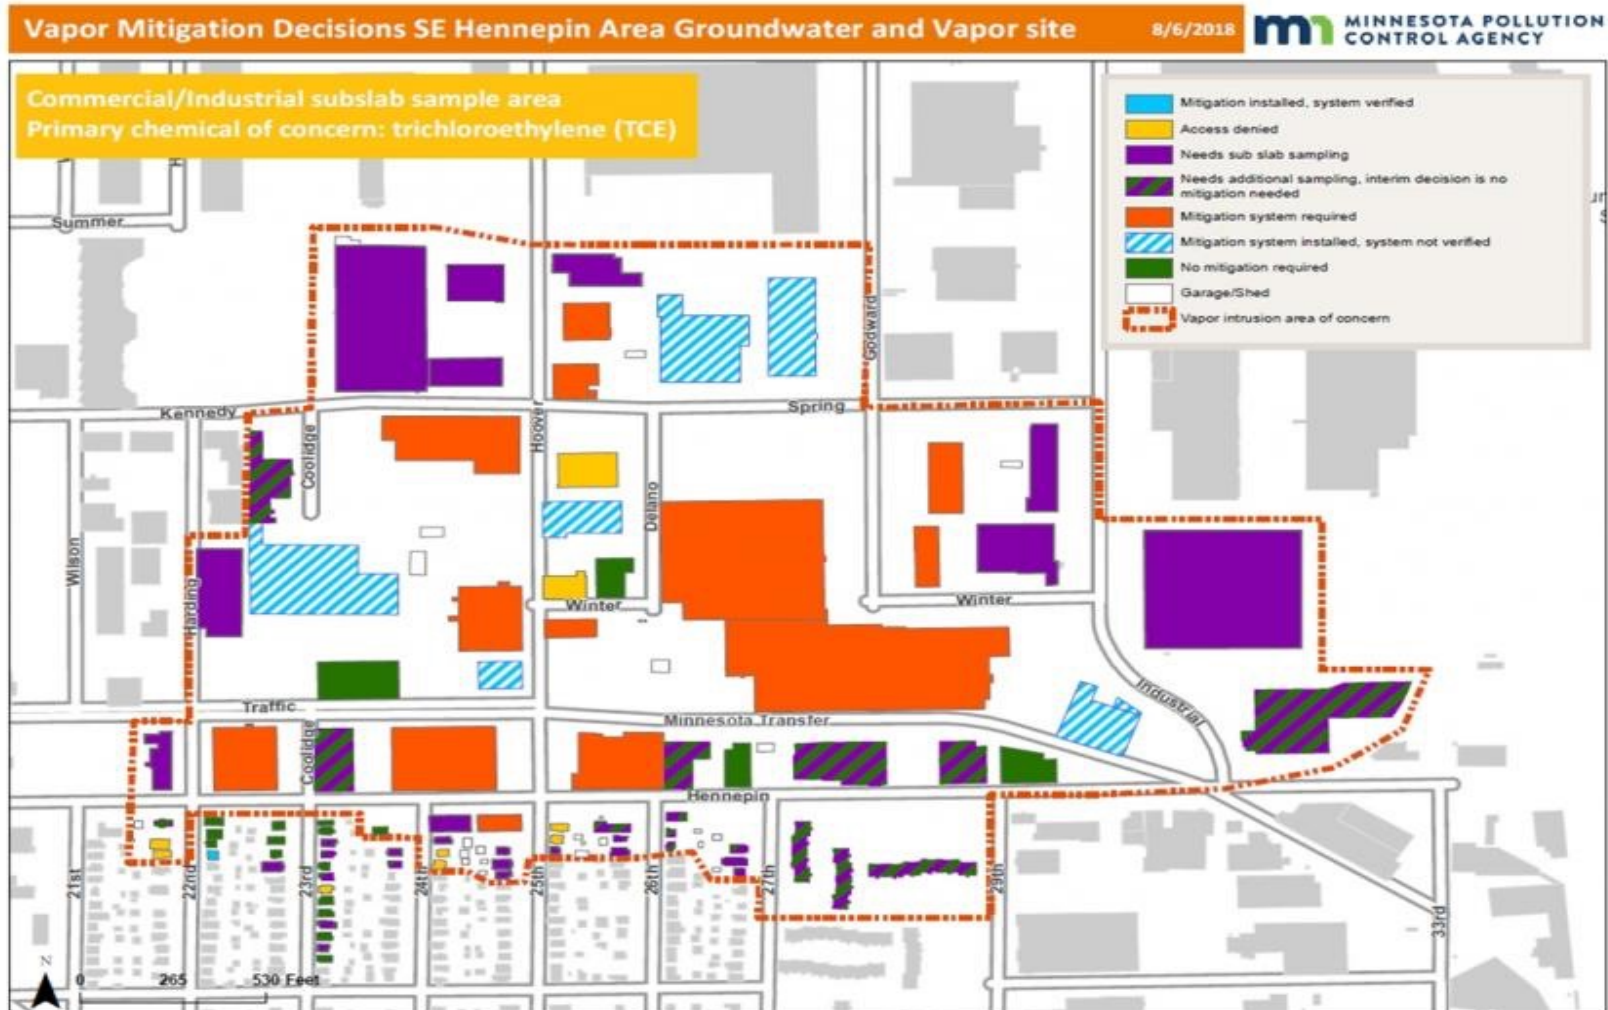 Vapor Mitigation Decisions SE Hennepin Area Groundwater and Vapor site
8/6/2018
MINNESOTA POLLUTION
CONTROL AGENCY
Commercial/Industrial subslab sample area
Primary chemical of concern: trichloroethylene (TCE)
Mitigation installed, system verified
Access denied
Needs sub slab sampling
Needs additional sampling, interim decision is no
mitigation needed
Mitigation system required
Mitigation system installed, system not verified
No mitigation required
Garage/Shed
Vapor intrusion area of concern
Summer
Godward
Kennedy
Spring
Hoover
Coolidge
Delano
Wilson
Harding
Winter
Winter
Traffic
Minnesota Transfer
Industrial
Coolidge
Hennepin
21st
22nd
23rd
24th
25th
26th
27th
29th
33rd
N
0 265 530 Feet